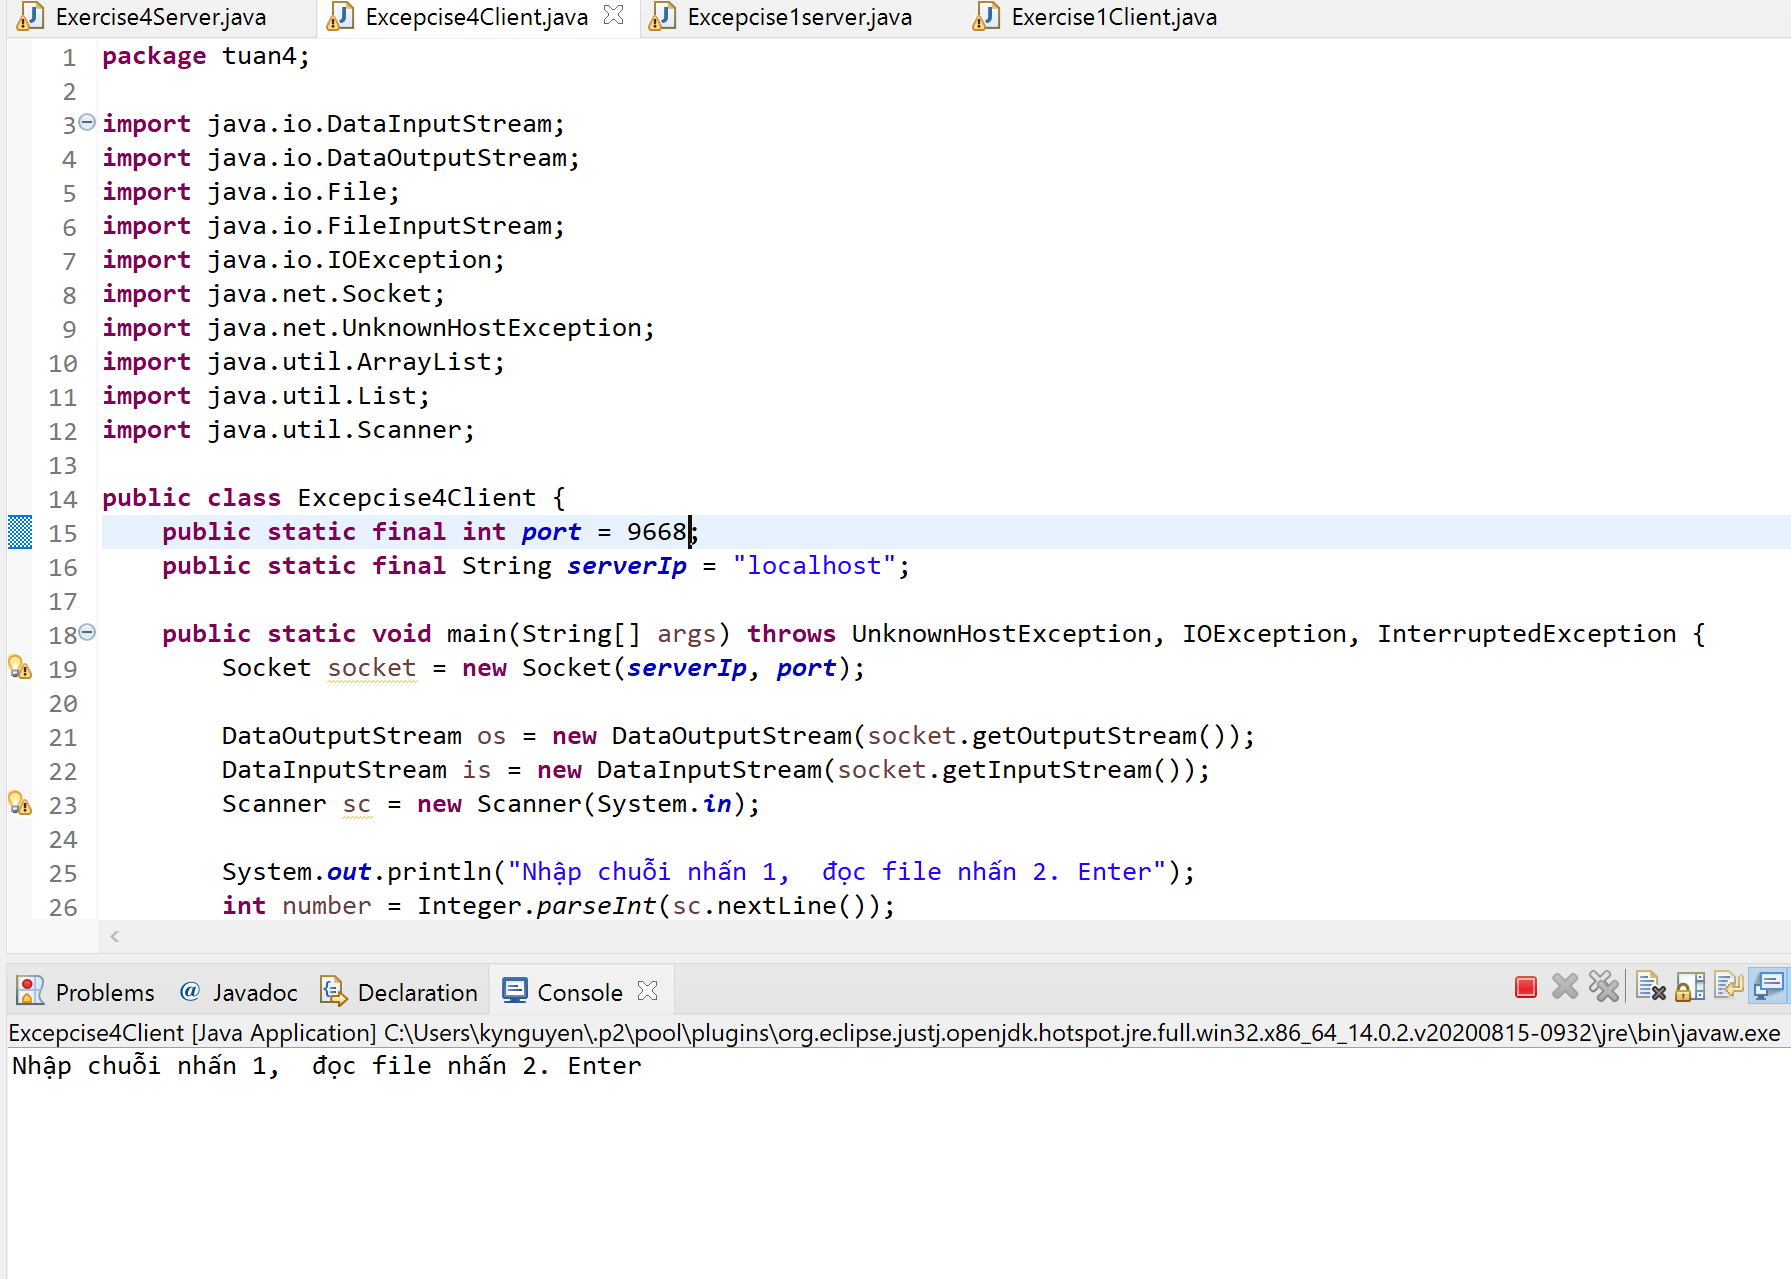 Exercise4Server.java Excepcise4Client.java Excepcise1server.java Exercise1Client.java
1 package tuan4;
2
3 import java.io.DataInputStream;
4 import java.io.DataOutputStream;
5 import java.io.File;
6 import java.io.FileInputStream;
7 import java.io.IOException;
8 import java.net.Socket;
9 import java.net.UnknownHostException;
10 import java.util.ArrayList;
11 import java.util.List;
12 import java.util.Scanner;
13
14 public class Excepcise4Client {
15 public static final int port = 9668;
16 public static final String serverIp = "localhost";
17
18 public static void main(String[] args) throws UnknownHostException, IOException, InterruptedException {
19 Socket socket = new Socket(serverIp, port);
20
21 DataOutputStream os = new DataOutputStream(socket.getOutputStream());
22 DataInputStream is = new DataInputStream(socket.getInputStream());
23 Scanner sc = new Scanner(System.in);
24
25 System.out.println("Nhập chuỗi nhấn 1,  đọc file nhấn 2. Enter");
26 int number = Integer.parseInt(sc.nextLine());
Problems @ Javadoc Declaration Console
Excepcise4Client [Java Application] C:\Users\kynguyen\.p2\pool\plugins\org.eclipse.justj.openjdk.hotspot.jre.full.win32.x86_64_14.0.2.v20200815-0932\jre\bin\javaw.exe
Nhập chuỗi nhấn 1,  đọc file nhấn 2. Enter